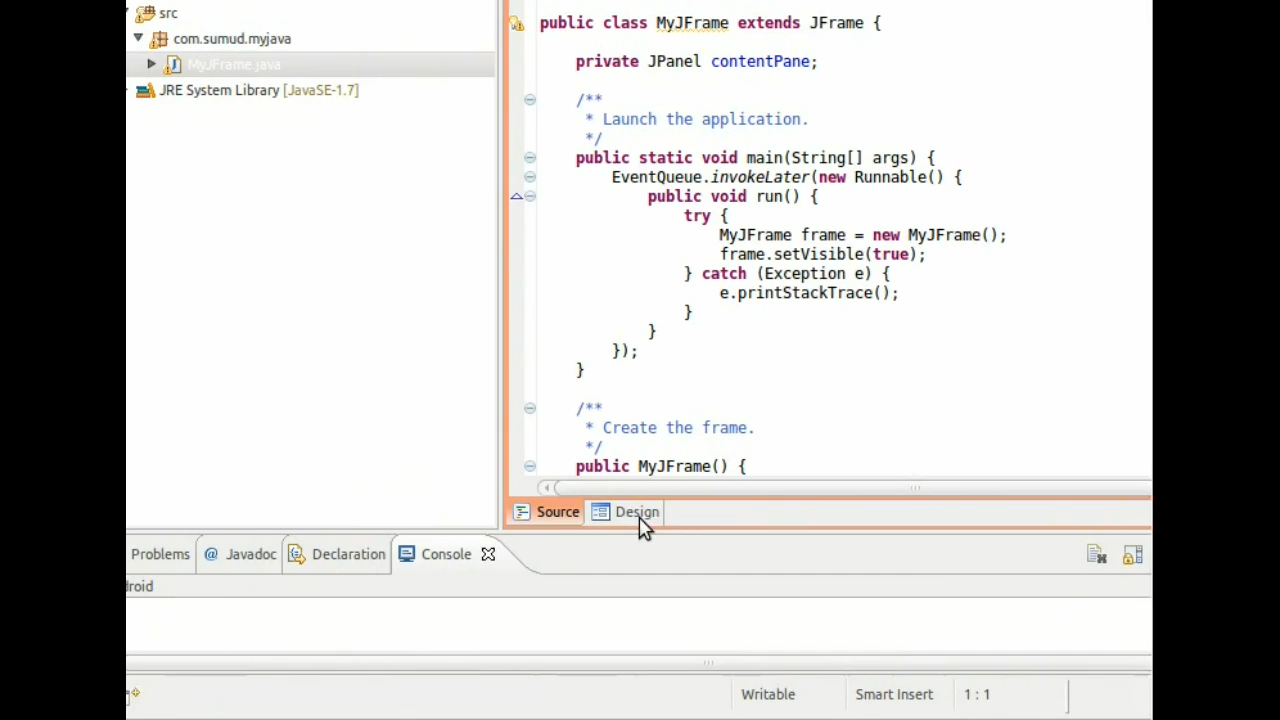 src
com.sumud.myjava
MyJFrame.java
JRE System Library [JavaSE-1.7]
public class MyJFrame extends JFrame {
private JPanel contentPane;
/**
* Launch the application.
*/
public static void main(String[] args) {
EventQueue.invokeLater(new Runnable() {
public void run() {
try {
MyJFrame frame = new MyJFrame();
frame.setVisible(true);
} catch (Exception e) {
e.printStackTrace();
}
}
});
}
/**
* Create the frame.
*/
public MyJFrame() {
Source Design
Problems @ Javadoc Declaration Console
roid
Writable Smart Insert 1 : 1